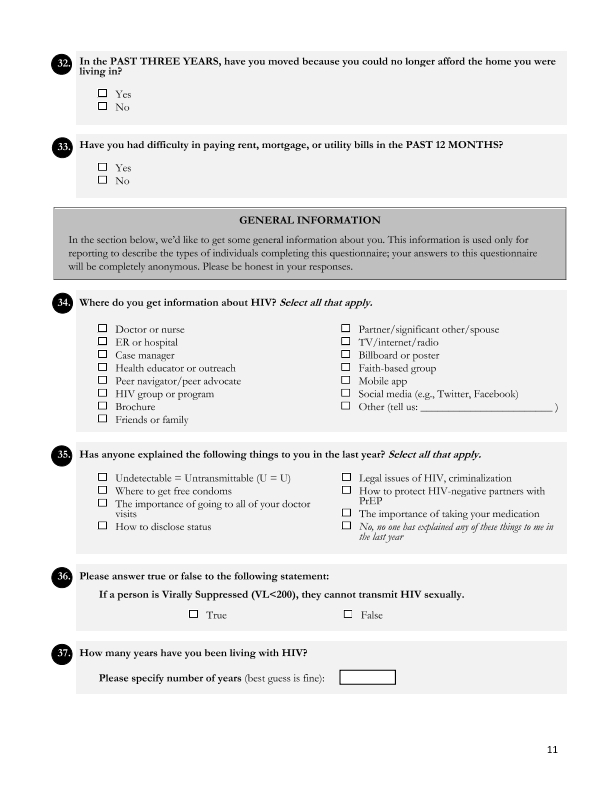 32. In the PAST THREE YEARS, have you moved because you could no longer afford the home you were
living in?
Yes
No
33. Have you had difficulty in paying rent, mortgage, or utility bills in the PAST 12 MONTHS?
Yes
No
GENERAL INFORMATION
In the section below, we'd like to get some general information about you. This information is used only for
reporting to describe the types of individuals completing this questionnaire; your answers to this questionnaire
will be completely anonymous. Please be honest in your responses.
34. Where do you get information about HIV? Select all that apply.
Doctor or nurse
ER or hospital
Case manager
Health educator or outreach
Peer navigator/peer advocate
HIV group or program
Brochure
Friends or family
Partner/significant other/spouse
TV/internet/radio
Billboard or poster
Faith-based group
Mobile app
Social media (e.g., Twitter, Facebook)
Other (tell us: ________________________ )
35. Has anyone explained the following things to you in the last year? Select all that apply.
Undetectable = Untransmittable (U = U)
Where to get free condoms
The importance of going to all of your doctor
visits
How to disclose status
Legal issues of HIV, criminalization
How to protect HIV-negative partners with
PrEP
The importance of taking your medication
No, no one has explained any of these things to me in
the last year
36. Please answer true or false to the following statement:
If a person is Virally Suppressed (VL<200), they cannot transmit HIV sexually.
True False
37. How many years have you been living with HIV?
Please specify number of years (best guess is fine):
11